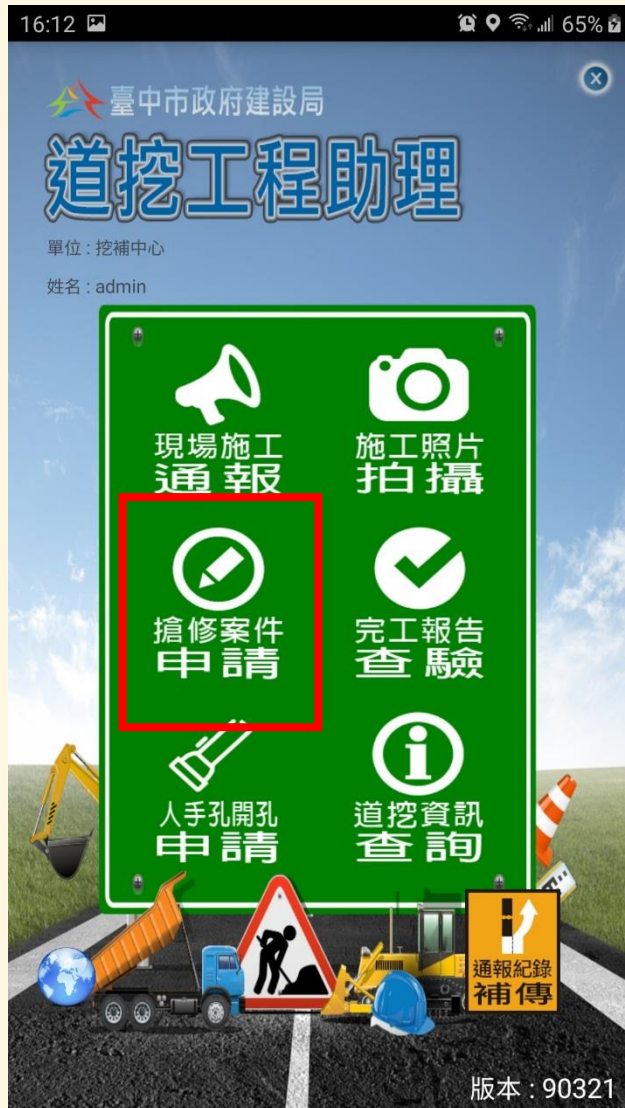 16:12
65%
臺中市政府建設局
道挖工程助理
單位 : 挖補中心
姓名 : admin
現場施工
通報
施工照片
拍攝
搶修案件
申請
完工報告
查驗
人手孔開孔
申請
道挖資訊
查詢
通報紀錄
補傳
版本 : 90321